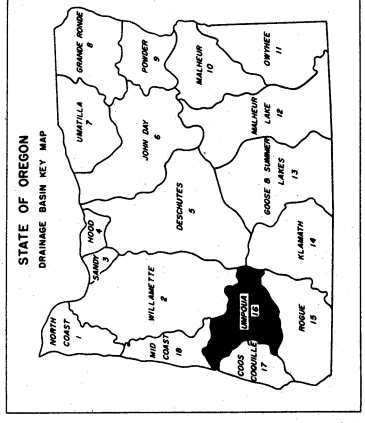 STATE OF OREGON
DRAINAGE BASIN KEY MAP
NORTH
COAST
1
WILLAMETTE
2
SANDY
3
HOOD
4
DESCHUTES
5
JOHN DAY
6
UMATILLA
7
GRANDE RONDE
8
POWDER
9
MALHEUR
10
OWYHEE
11
MALHEUR
LAKE
12
GOOSE & SUMMER
LAKES
13
KLAMATH
14
ROGUE
15
UMPQUA
16
COOS
COQUILLE
17
MID
COAST
18